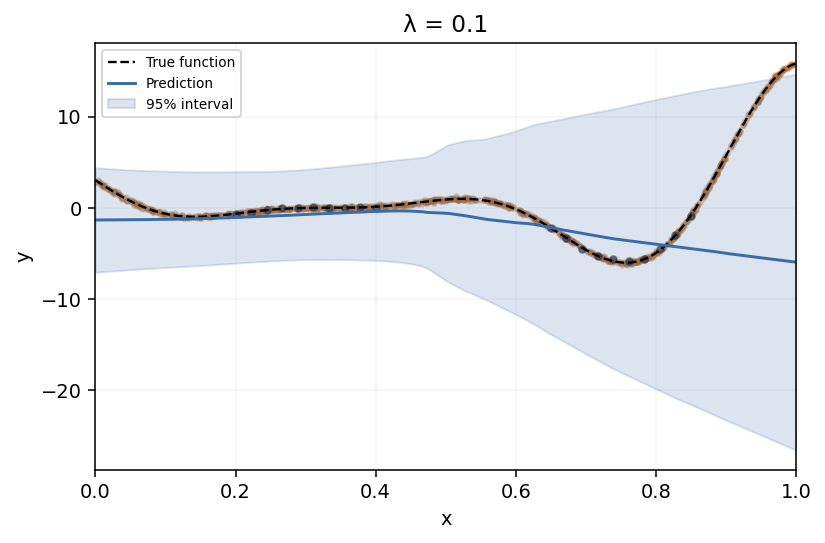 λ = 0.1
True function
Prediction
95% interval
y
10
0
−10
−20
0.0 0.2 0.4 0.6 0.8 1.0
x